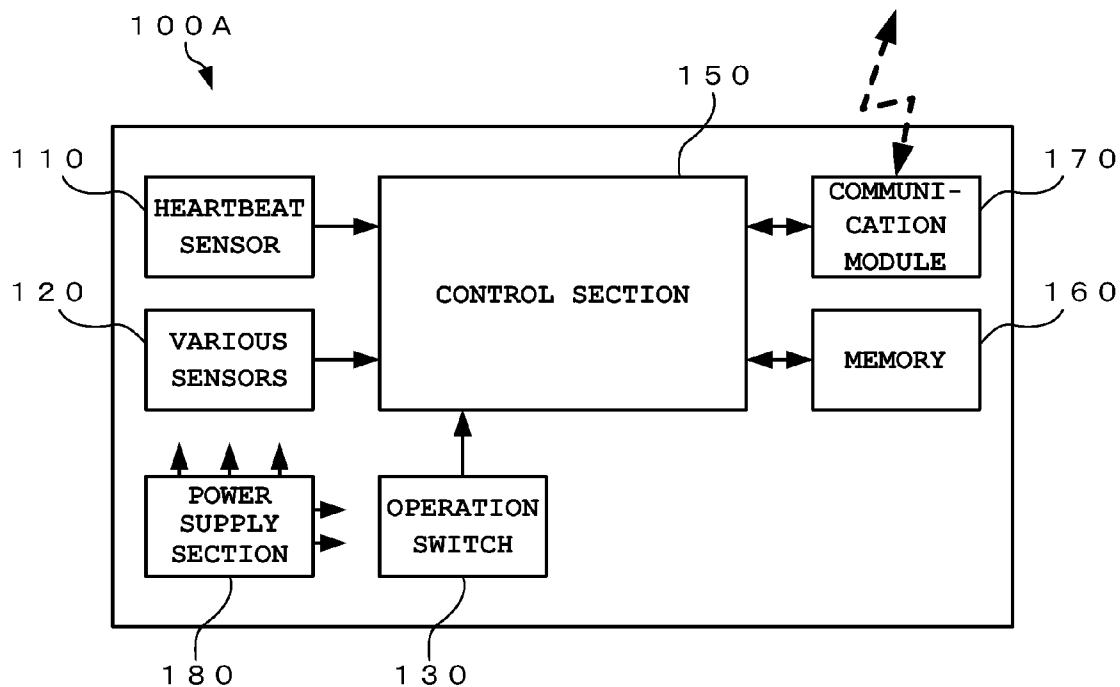 100A
150
110
HEARTBEAT
SENSOR
COMMUNI-
CATION
MODULE
170
CONTROL SECTION
120
VARIOUS
SENSORS
MEMORY
160
POWER
SUPPLY
SECTION
OPERATION
SWITCH
180
130